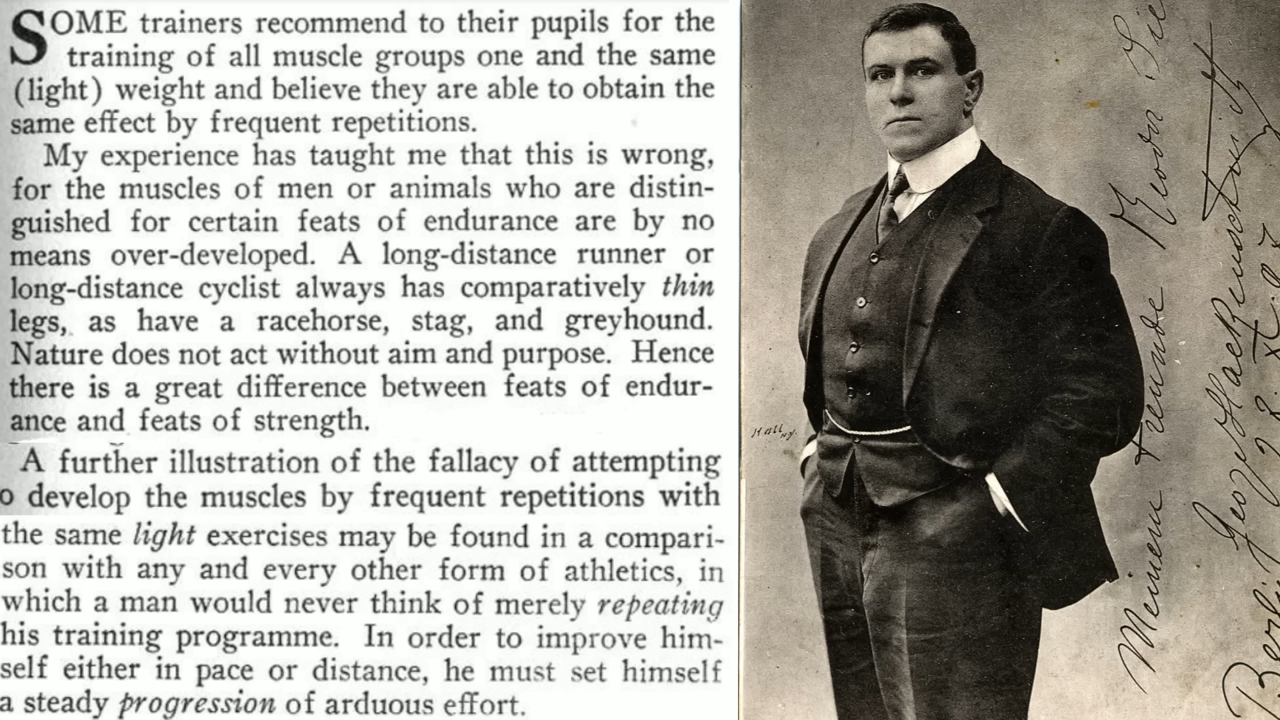 SOME trainers recommend to their pupils for the
training of all muscle groups one and the same
(light) weight and believe they are able to obtain the
same effect by frequent repetitions.
My experience has taught me that this is wrong,
for the muscles of men or animals who are distin-
guished for certain feats of endurance are by no
means over-developed. A long-distance runner or
long-distance cyclist always has comparatively thin
legs, as have a racehorse, stag, and greyhound.
Nature does not act without aim and purpose. Hence
there is a great difference between feats of endur-
ance and feats of strength.
A further illustration of the fallacy of attempting
o develop the muscles by frequent repetitions with
the same light exercises may be found in a compari-
son with any and every other form of athletics, in
which a man would never think of merely repeating
his training programme. In order to improve him-
self either in pace or distance, he must set himself
a steady progression of arduous effort.
Meinem Freunde
Georg Hackenschmidt